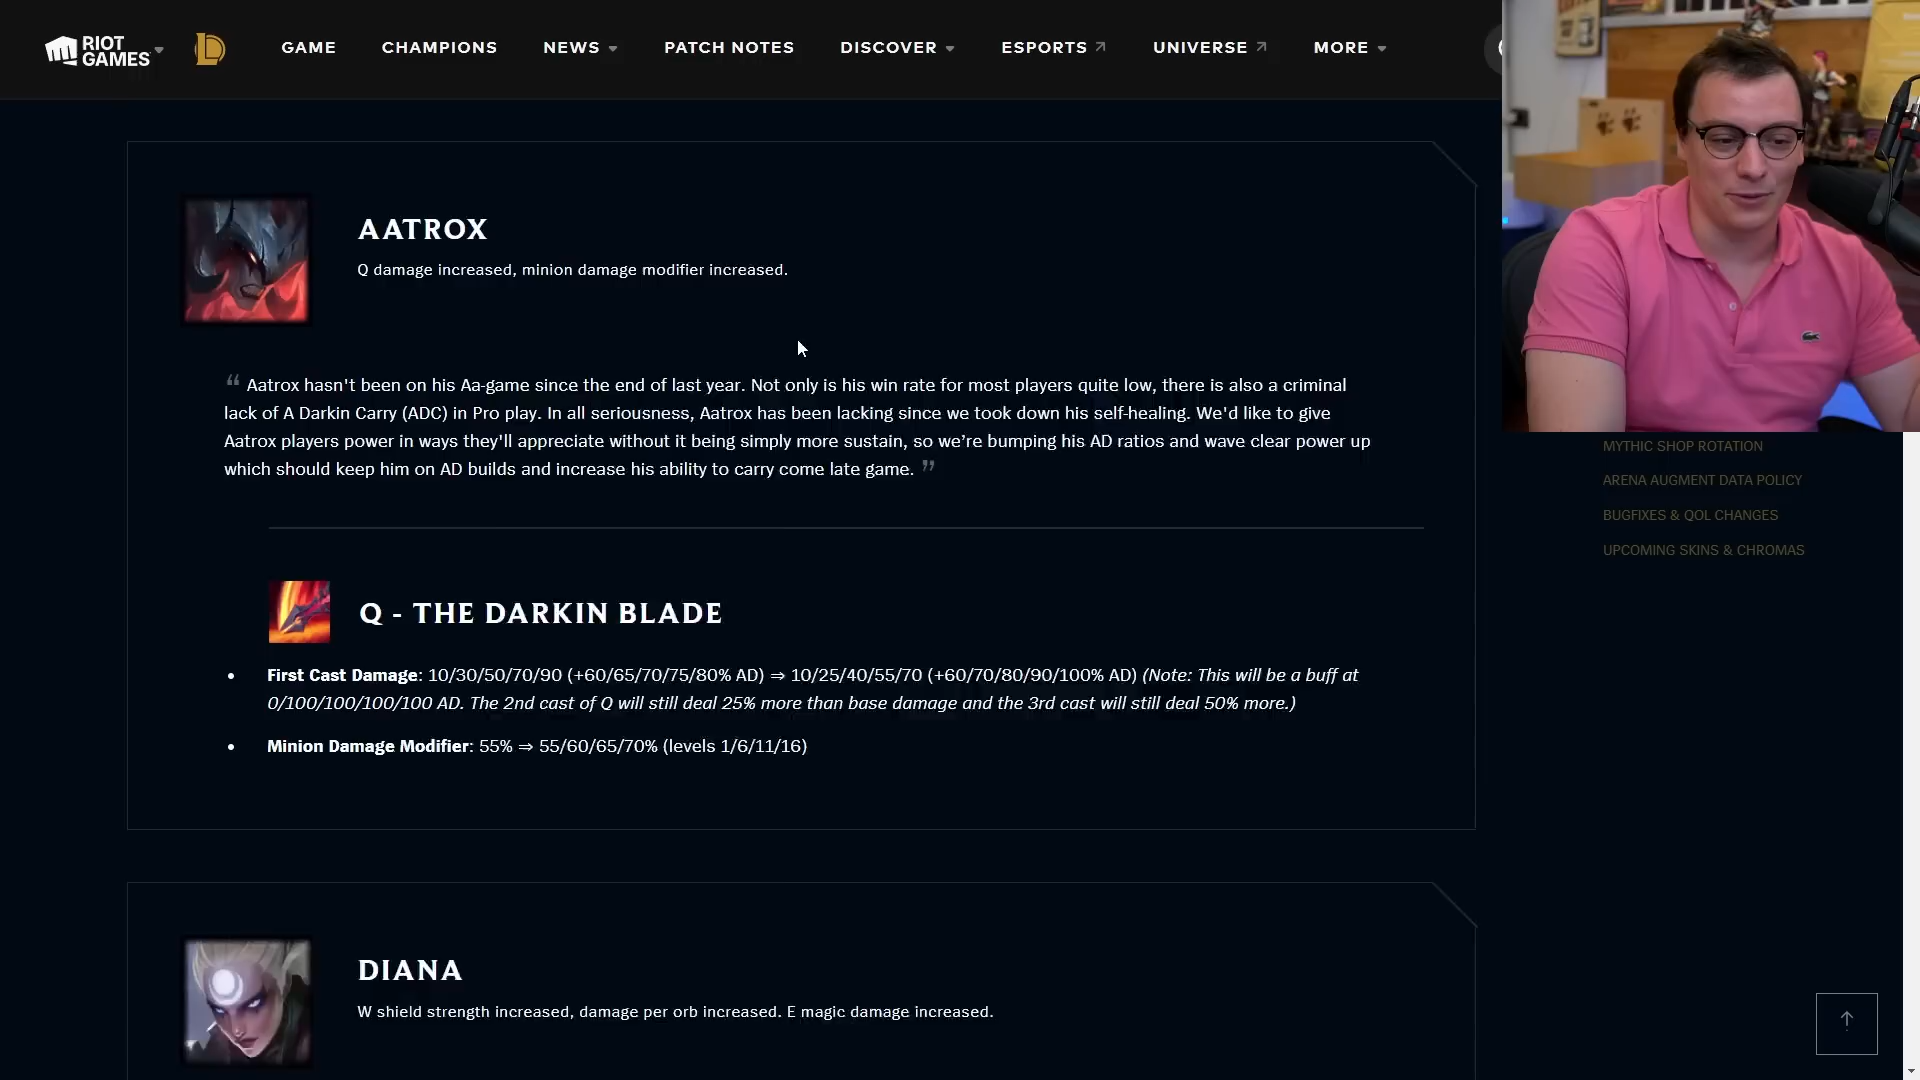 RIOT GAMES
GAME
CHAMPIONS
NEWS
PATCH NOTES
DISCOVER
ESPORTS
UNIVERSE
MORE
AATROX
Q damage increased, minion damage modifier increased.
“ Aatrox hasn't been on his Aa-game since the end of last year. Not only is his win rate for most players quite low, there is also a criminal
lack of A Darkin Carry (ADC) in Pro play. In all seriousness, Aatrox has been lacking since we took down his self-healing. We'd like to give
Aatrox players power in ways they'll appreciate without it being simply more sustain, so we’re bumping his AD ratios and wave clear power up
which should keep him on AD builds and increase his ability to carry come late game. ”
Q - THE DARKIN BLADE
• First Cast Damage: 10/30/50/70/90 (+60/65/70/75/80% AD) ⇒ 10/25/40/55/70 (+60/70/80/90/100% AD) (Note: This will be a buff at
0/100/100/100/100 AD. The 2nd cast of Q will still deal 25% more than base damage and the 3rd cast will still deal 50% more.)
• Minion Damage Modifier: 55% ⇒ 55/60/65/70% (levels 1/6/11/16)
DIANA
W shield strength increased, damage per orb increased. E magic damage increased.
MYTHIC SHOP ROTATION
ARENA AUGMENT DATA POLICY
BUGFIXES & QOL CHANGES
UPCOMING SKINS & CHROMAS